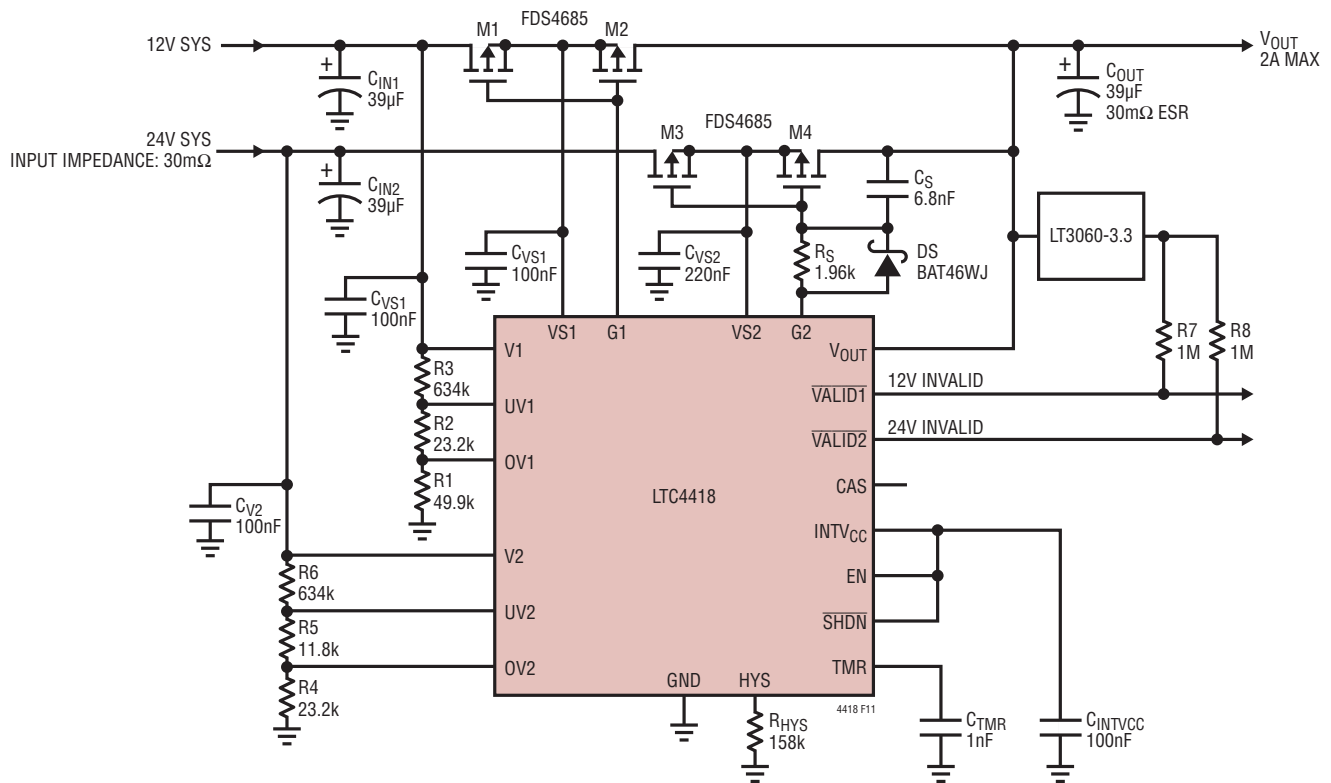 FDS4685
M1
M2
12V SYS
VOUT
2A MAX
+
CIN1
39µF
+
COUT
39µF
30mΩ ESR
24V SYS
INPUT IMPEDANCE: 30mΩ
M3
FDS4685
M4
+
CIN2
39µF
CS
6.8nF
LT3060-3.3
CVS1
100nF
CVS2
220nF
RS
1.96k
DS
BAT46WJ
CVS1
100nF
VS1
G1
VS2
G2
R7
1M
R8
1M
V1
VOUT
R3
634k
12V INVALID
VALID1
UV1
R2
23.2k
24V INVALID
VALID2
OV1
R1
49.9k
LTC4418
CAS
CV2
100nF
INTVCC
V2
EN
R6
634k
UV2
SHDN
R5
11.8k
OV2
TMR
R4
23.2k
GND
HYS
4418 F11
RHYS
158k
CTMR
1nF
CINTVCC
100nF